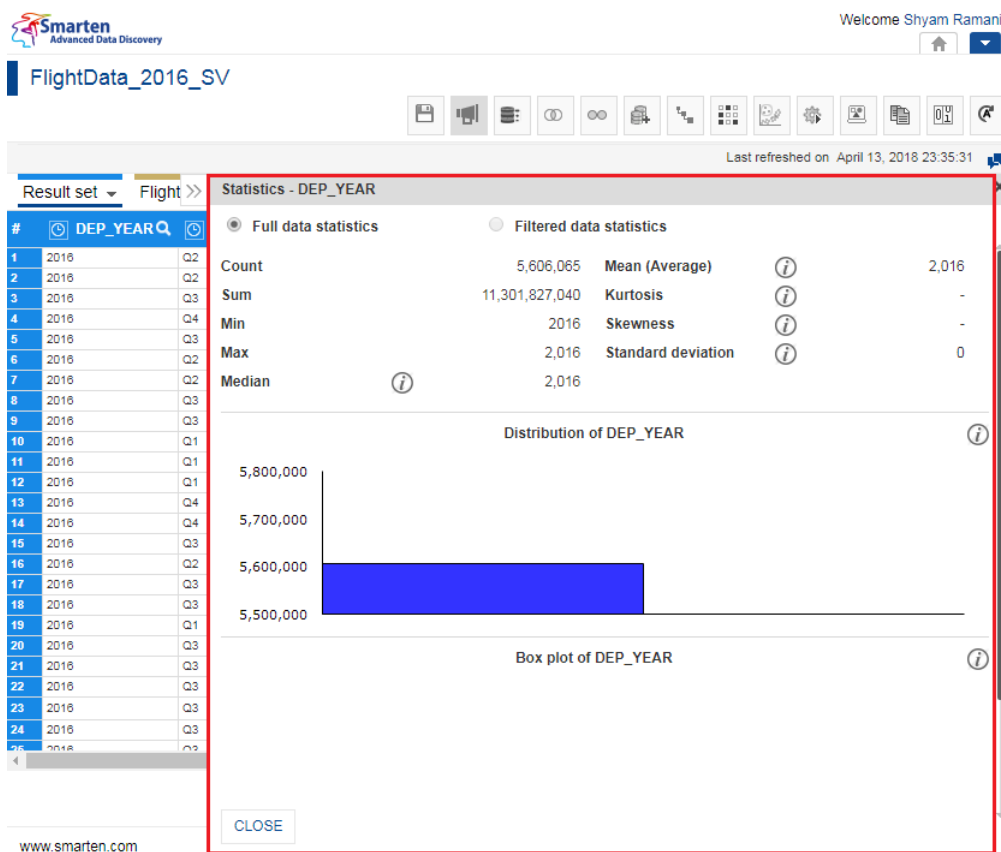 Smarten
Advanced Data Discovery
Welcome Shyam Ramani
FlightData_2016_SV
Last refreshed on April 13, 2018 23:35:31
Result set Flight
# DEP_YEAR
1 2016 Q2
2 2016 Q2
3 2016 Q3
4 2016 Q4
5 2016 Q3
6 2016 Q2
7 2016 Q2
8 2016 Q3
9 2016 Q3
10 2016 Q1
11 2016 Q1
12 2016 Q1
13 2016 Q4
14 2016 Q4
15 2016 Q3
16 2016 Q2
17 2016 Q3
18 2016 Q3
19 2016 Q1
20 2016 Q3
21 2016 Q3
22 2016 Q3
23 2016 Q3
24 2016 Q3
25 2016 Q3
Statistics - DEP_YEAR
Full data statistics Filtered data statistics
Count 5,606,065 Mean (Average) i 2,016
Sum 11,301,827,040 Kurtosis i -
Min 2016 Skewness i -
Max 2,016 Standard deviation i 0
Median i 2,016
Distribution of DEP_YEAR i
5,800,000
5,700,000
5,600,000
5,500,000
Box plot of DEP_YEAR i
CLOSE
www.smarten.com